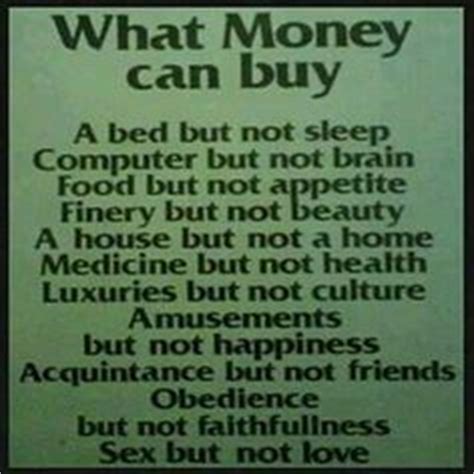 What Money
can buy
A bed but not sleep
Computer but not brain
Food but not appetite
Finery but not beauty
A house but not a home
Medicine but not health
Luxuries but not culture
Amusements
but not happiness
Acquintance but not friends
Obedience
but not faithfullness
Sex but not love